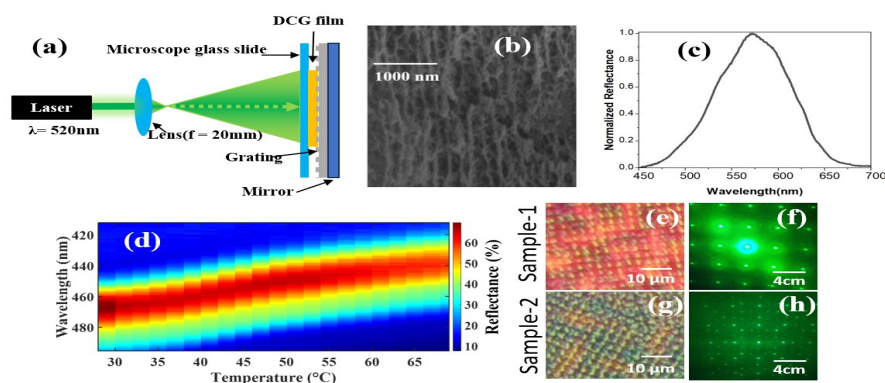 (a)
DCG film
Microscope glass slide
Laser
λ= 520nm
Lens(f = 20mm)
Grating
Mirror
(b)
1000 nm
(c)
Normalized Reflectance
1.0
0.8
0.6
0.4
0.2
0.0
450 500 550 600 650 700
Wavelength(nm)
(d)
Wavelength (nm)
420
440
460
480
30 35 40 45 50 55 60 65
Temperature (°C)
60
50
40
30
20
10
Reflectance (%)
Sample-1
(e)
10 μm
(f)
4cm
Sample-2
(g)
10 μm
(h)
4cm